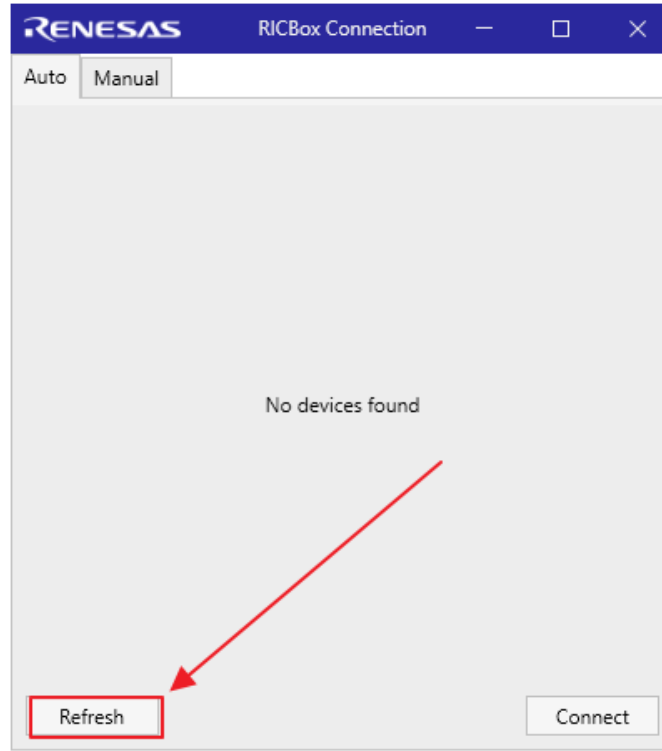 RENESAS RICBox Connection
Auto Manual
No devices found
Refresh Connect